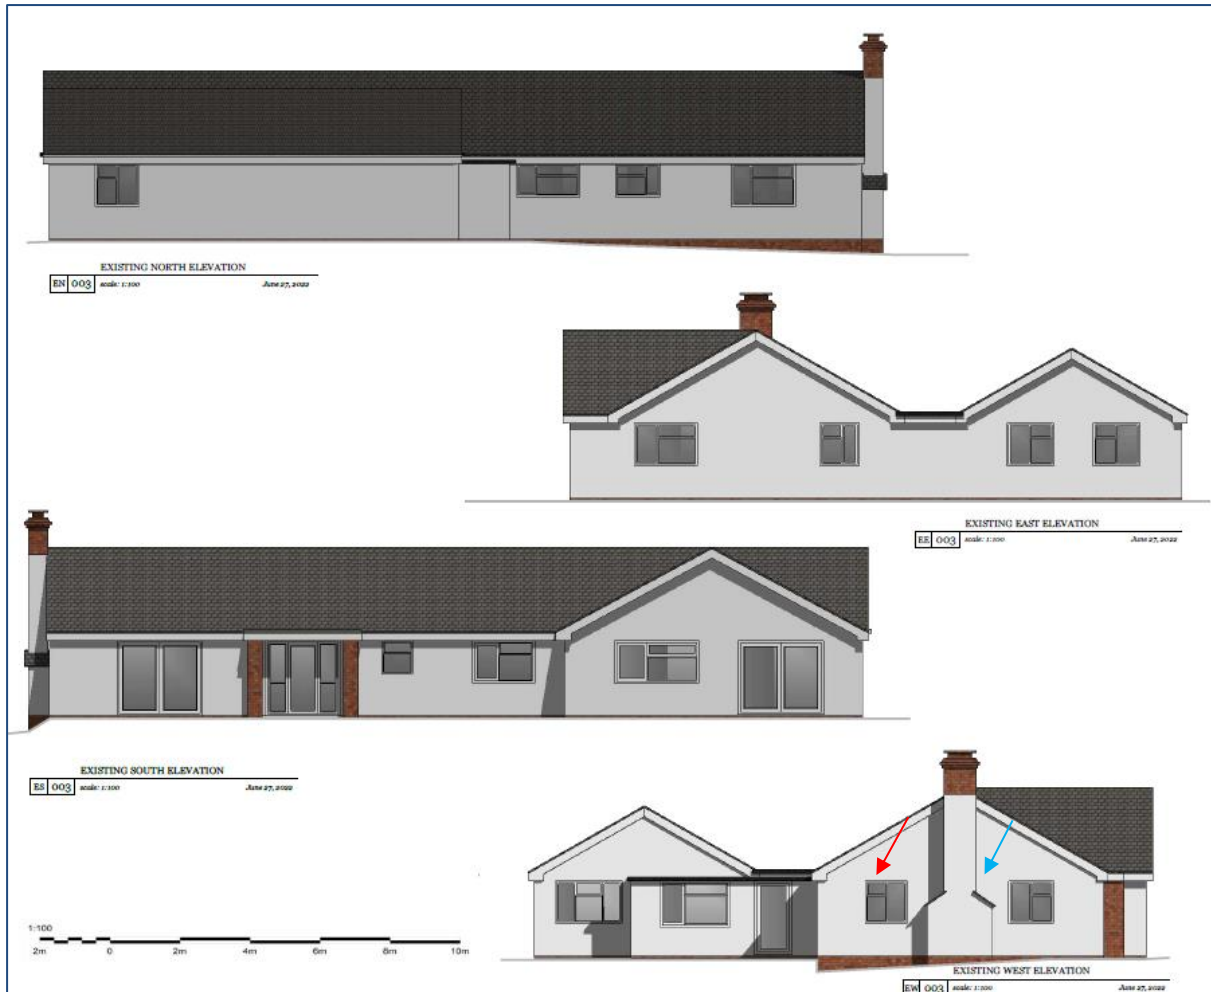 EXISTING NORTH ELEVATION
EN 003 scale: 1:100 June 27, 2022
EXISTING EAST ELEVATION
EE 003 scale: 1:100 June 27, 2022
EXISTING SOUTH ELEVATION
ES 003 scale: 1:100 June 27, 2022
1:100
2m 0 2m 4m 6m 8m 10m
EXISTING WEST ELEVATION
EW 003 scale: 1:100 June 27, 2022